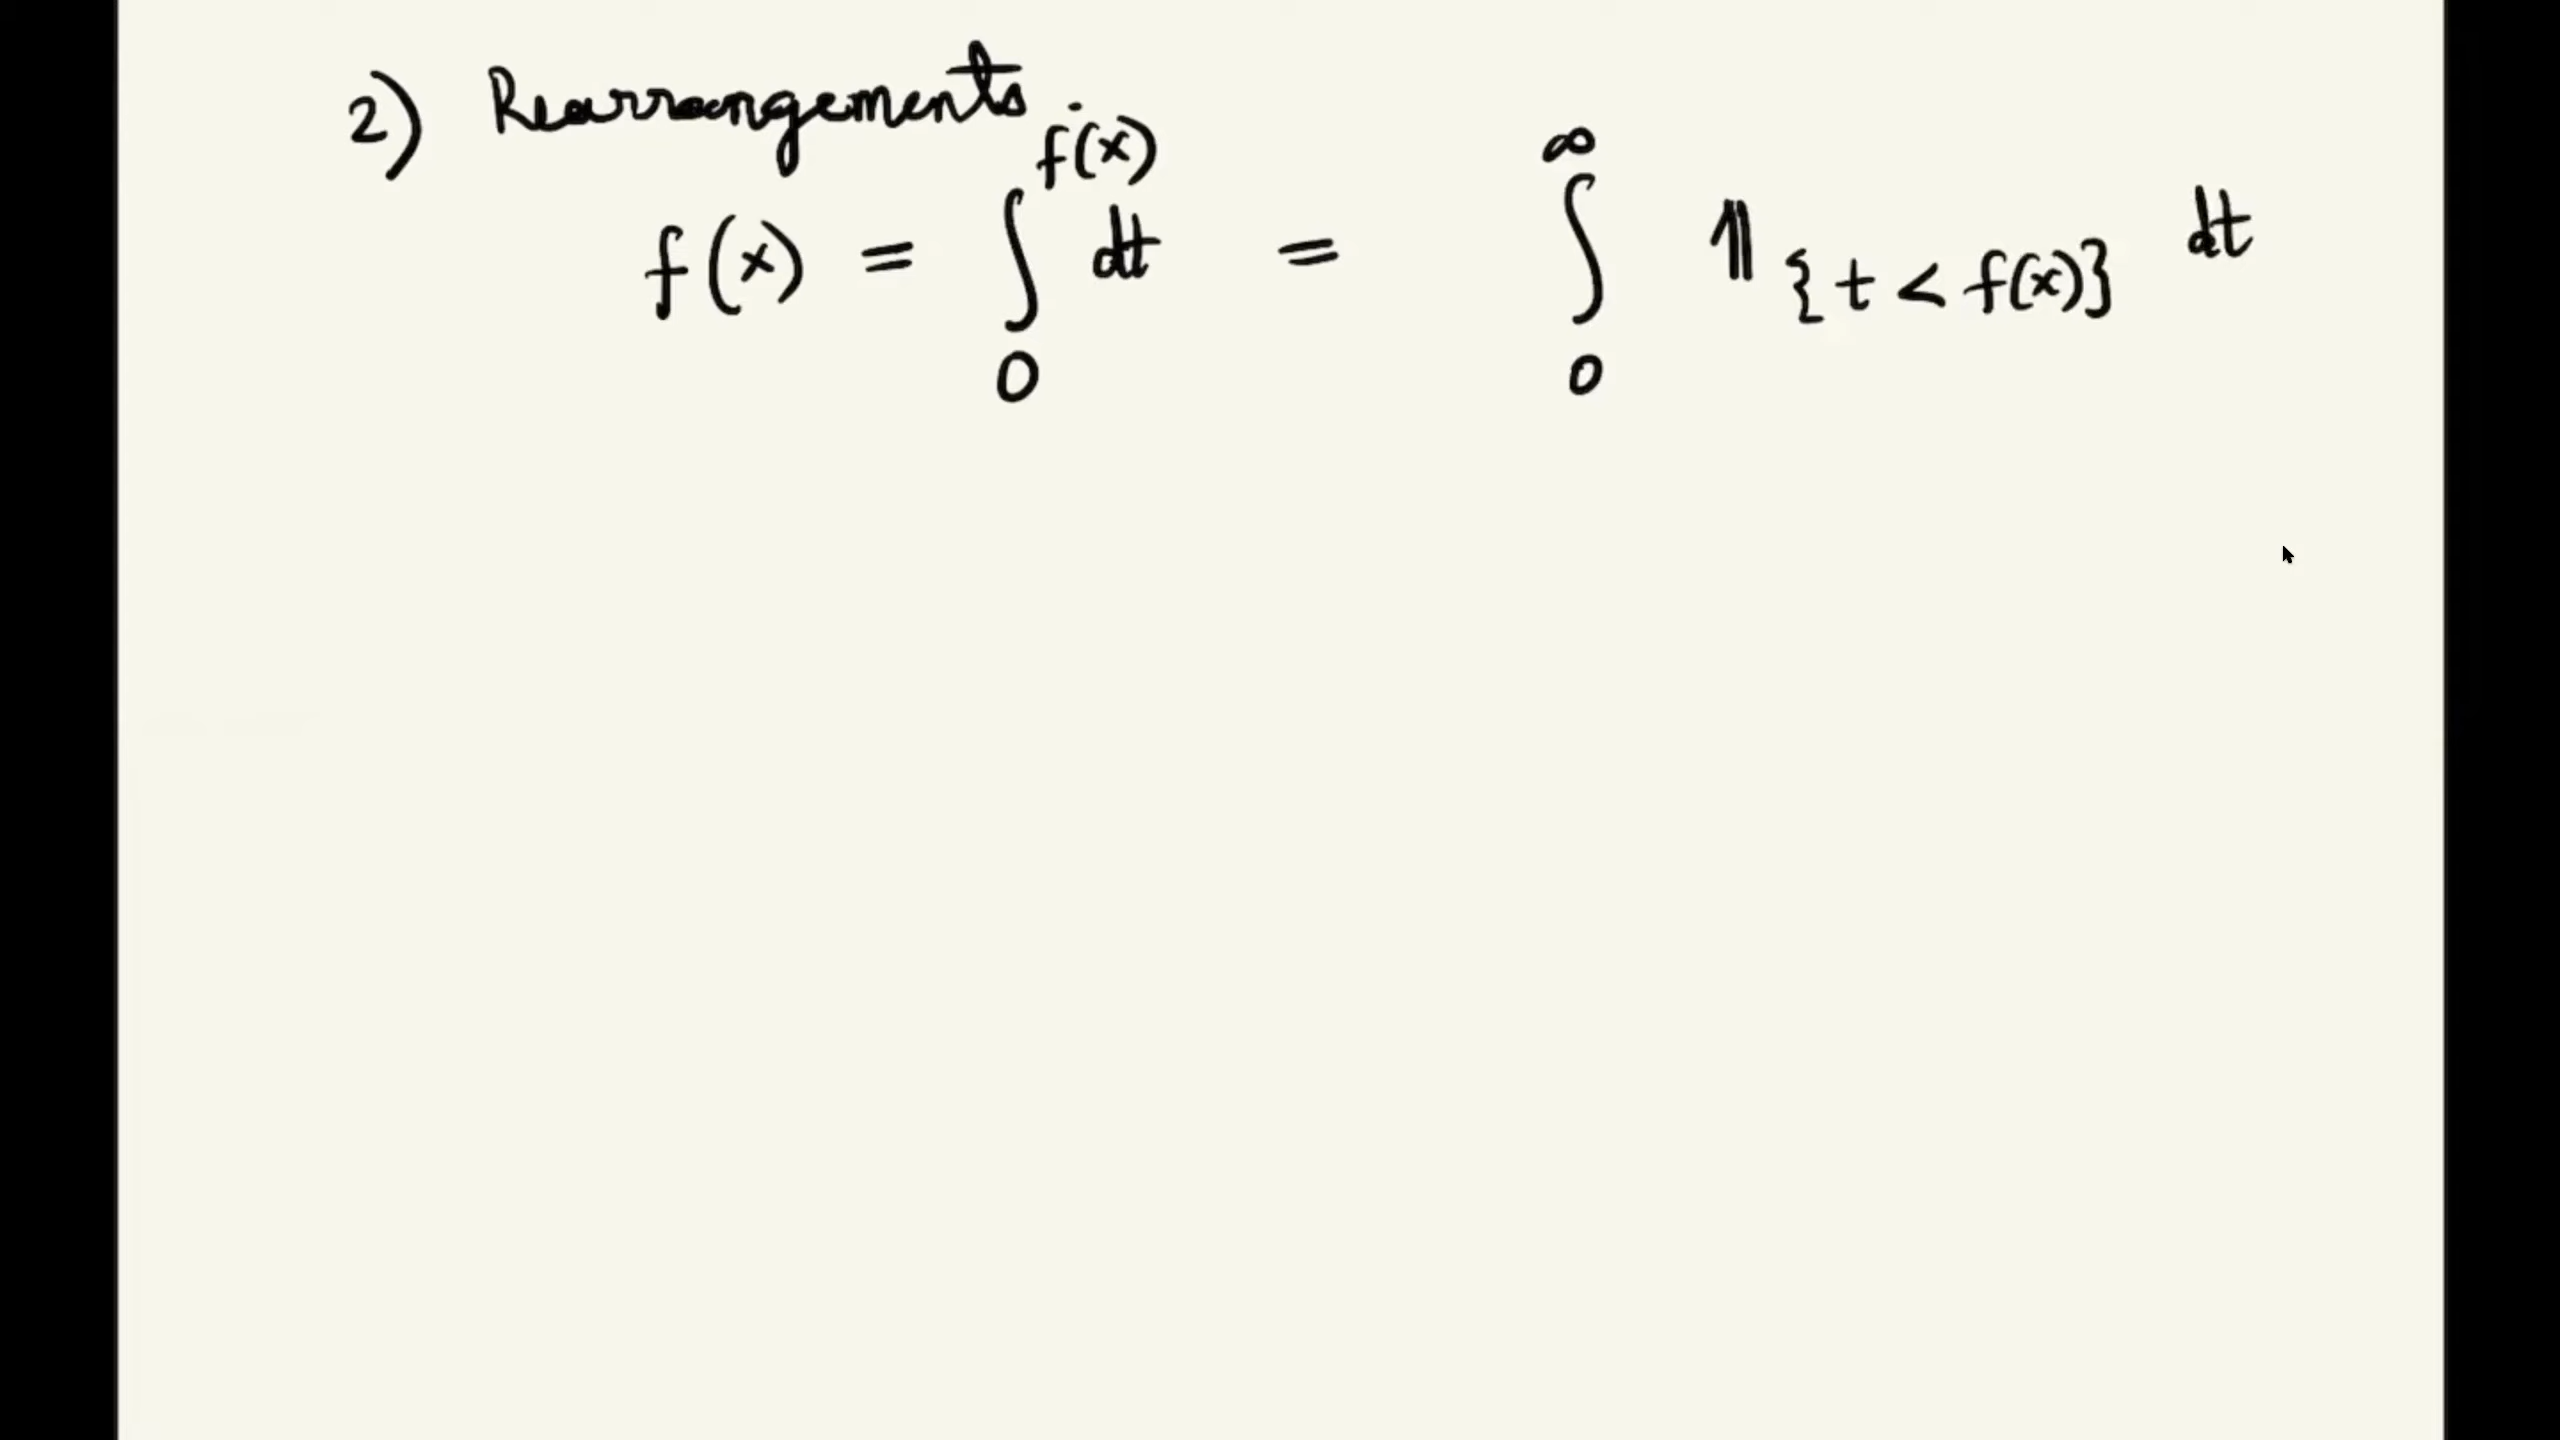 2) Rearrangements.
f(x) = ∫₀^{f(x)} dt = ∫₀^∞ 𝟙_{{t < f(x)}} dt